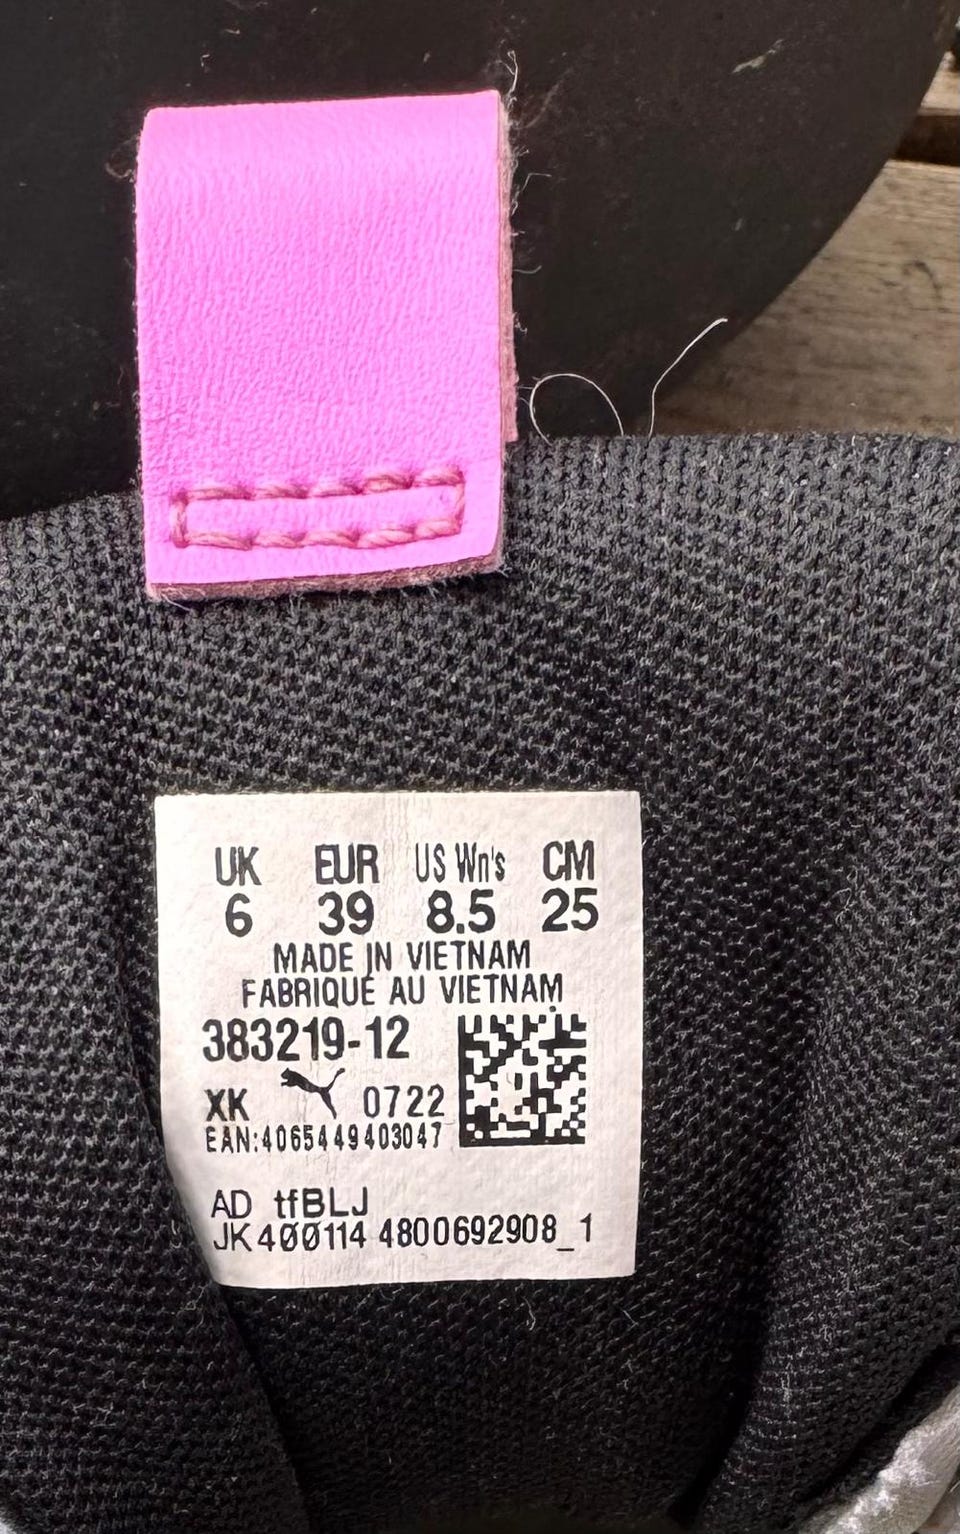 UK EUR US Wn's CM
6 39 8.5 25
MADE IN VIETNAM
FABRIQUÉ AU VIETNAM
383219-12
XK 0722
EAN:4065449403047
AD tfBLJ
JK400114 4800692908_1